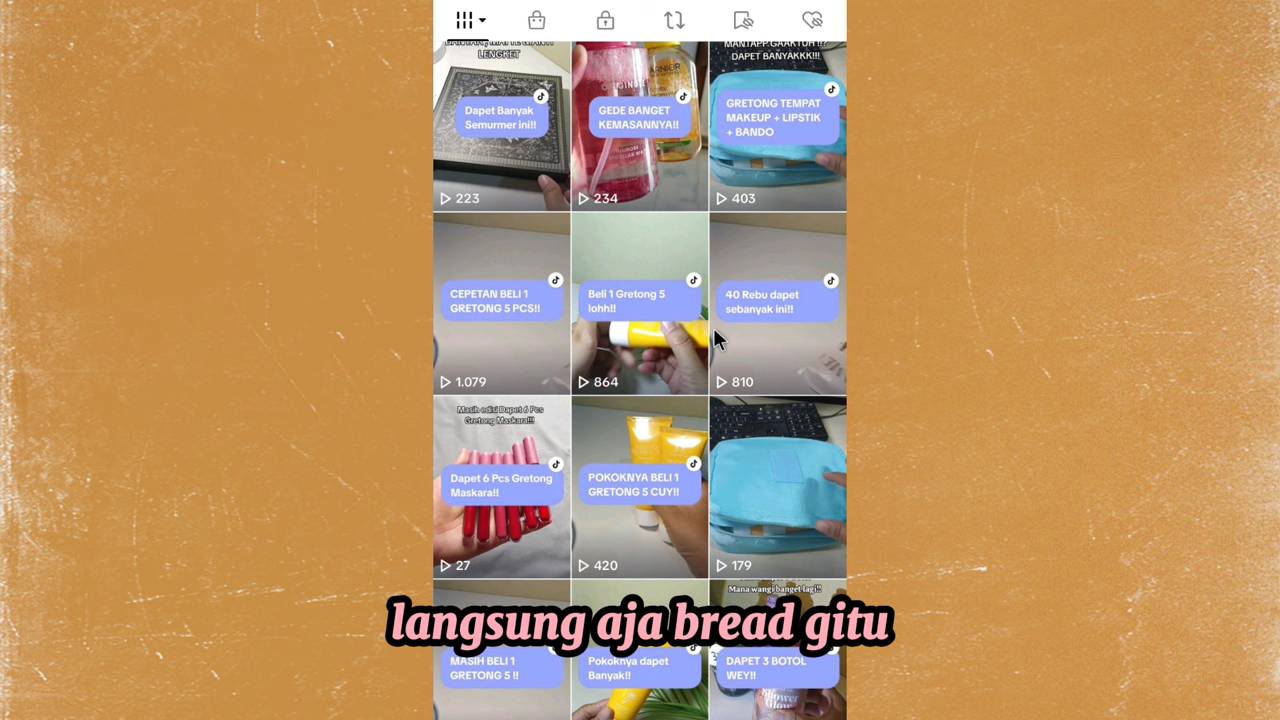 LENGKET
Dapet Banyak
Semurmer ini!!
223
GARNIER
GEDE BANGET
KEMASANNYA!!
234
MANTAPP GAAKTUH !!?
DAPET BANYAKKK!!!
GRETONG TEMPAT
MAKEUP + LIPSTIK
+ BANDO
403
CEPETAN BELI 1
GRETONG 5 PCS!!
1.079
Beli 1 Gretong 5
lohh!!
864
40 Rebu dapet
sebanyak ini!!
810
Masih edisi Dapet 6 Pcs
Gretong Maskara!!!
Dapet 6 Pcs Gretong
Maskara!!
27
POKOKNYA BELI 1
GRETONG 5 CUY!!
420
179
Mana wangi banget lagi!!
langsung aja bread gitu
MASIH BELI 1
GRETONG 5 !!
Pokoknya dapet
Banyak!!
DAPET 3 BOTOL
WEY!!
Shower
Glow